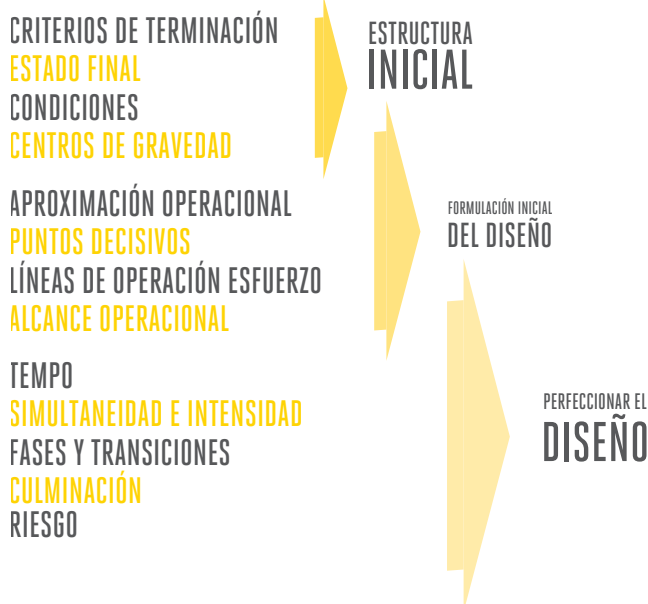 CRITERIOS DE TERMINACIÓN
ESTADO FINAL
CONDICIONES
CENTROS DE GRAVEDAD
ESTRUCTURA
INICIAL
APROXIMACIÓN OPERACIONAL
PUNTOS DECISIVOS
LÍNEAS DE OPERACIÓN ESFUERZO
ALCANCE OPERACIONAL
FORMULACIÓN INICIAL
DEL DISEÑO
TEMPO
SIMULTANEIDAD E INTENSIDAD
FASES Y TRANSICIONES
CULMINACIÓN
RIESGO
PERFECCIONAR EL
DISEÑO